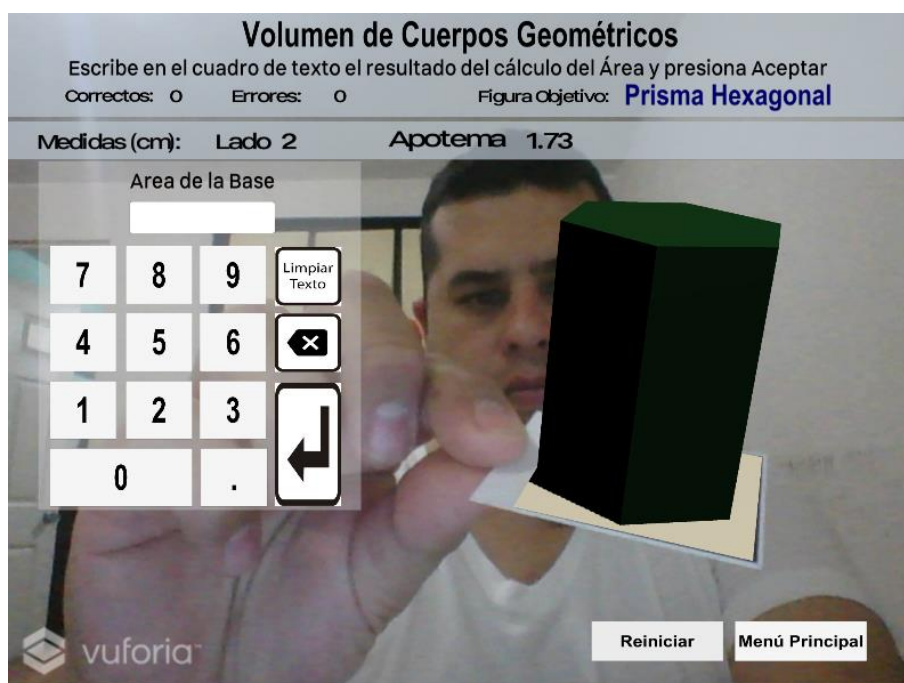 Volumen de Cuerpos Geométricos
Escribe en el cuadro de texto el resultado del cálculo del Área y presiona Aceptar
Correctos: 0 Errores: 0 Figura Objetivo: Prisma Hexagonal
Medidas (cm): Lado 2 Apotema 1.73
Area de la Base
7 8 9 Limpiar Texto
4 5 6
1 2 3
0 .
Reiniciar Menú Principal
vuforia™